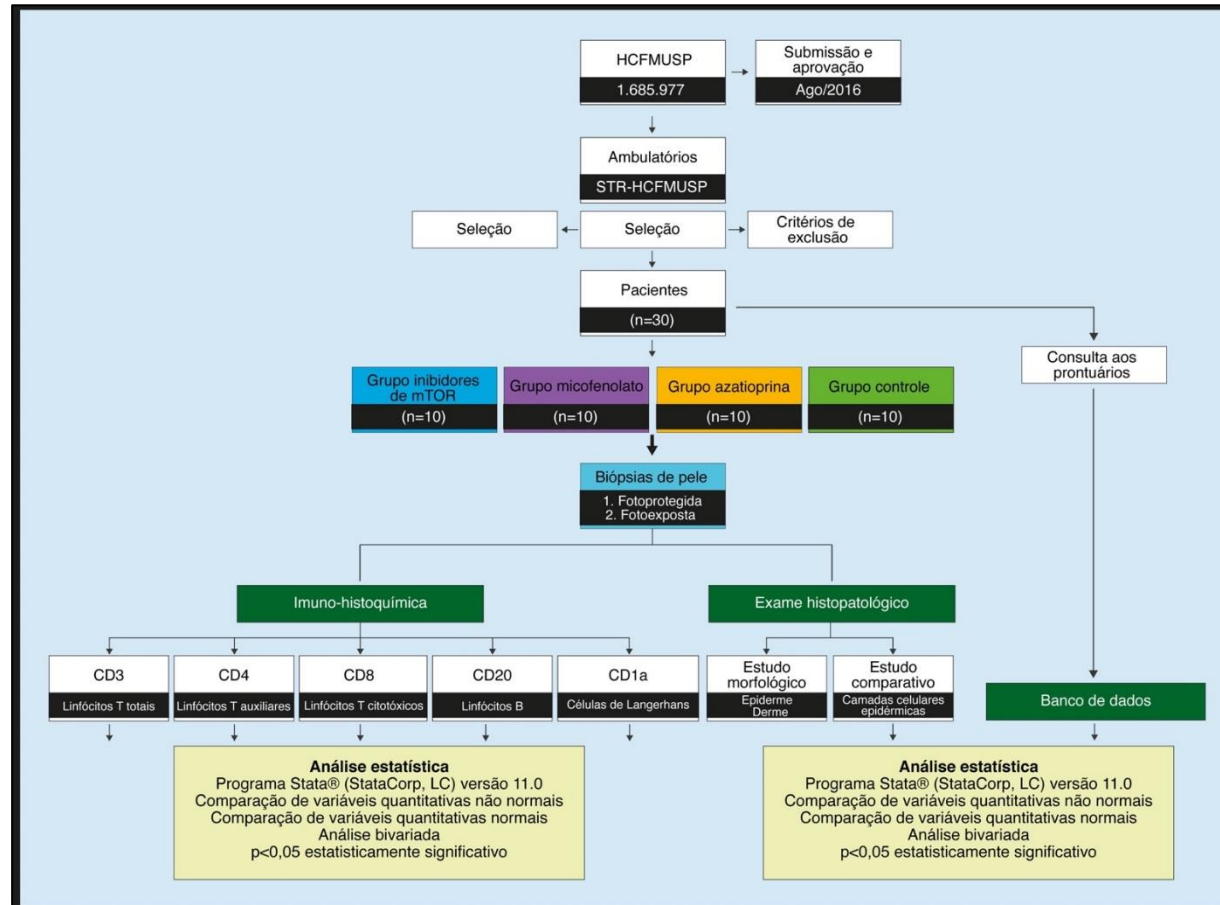 HCFMUSP
1.685.977
Submissão e
aprovação
Ago/2016
Ambulatórios
STR-HCFMUSP
Seleção
Seleção
Critérios de
exclusão
Pacientes
(n=30)
Consulta aos
prontuários
Grupo inibidores
de mTOR
(n=10)
Grupo micofenolato
(n=10)
Grupo azatioprina
(n=10)
Grupo controle
(n=10)
Biópsias de pele
1. Fotoprotegida
2. Fotoexposta
Imuno-histoquímica
Exame histopatológico
CD3
Linfócitos T totais
CD4
Linfócitos T auxiliares
CD8
Linfócitos T citotóxicos
CD20
Linfócitos B
CD1a
Células de Langerhans
Estudo
morfológico
Epiderme
Derme
Estudo
comparativo
Camadas celulares
epidérmicas
Banco de dados
Análise estatística
Programa Stata® (StataCorp, LC) versão 11.0
Comparação de variáveis quantitativas não normais
Comparação de variáveis quantitativas normais
Análise bivariada
p<0,05 estatisticamente significativo
Análise estatística
Programa Stata® (StataCorp, LC) versão 11.0
Comparação de variáveis quantitativas não normais
Comparação de variáveis quantitativas normais
Análise bivariada
p<0,05 estatisticamente significativo